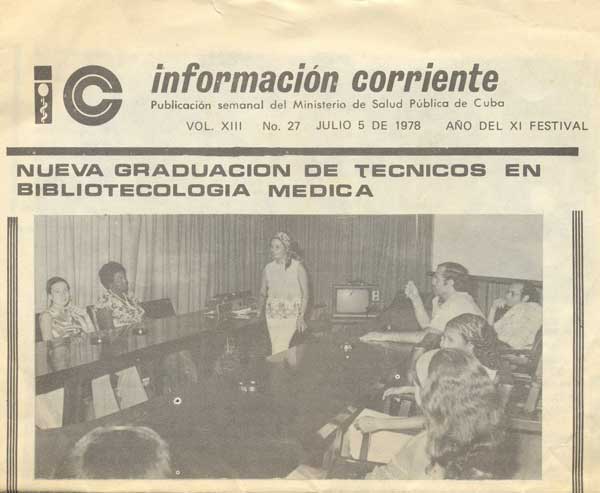 ic
información corriente
Publicación semanal del Ministerio de Salud Pública de Cuba
VOL. XIII No. 27 JULIO 5 DE 1978 AÑO DEL XI FESTIVAL
NUEVA GRADUACION DE TECNICOS EN
BIBLIOTECOLOGIA MEDICA